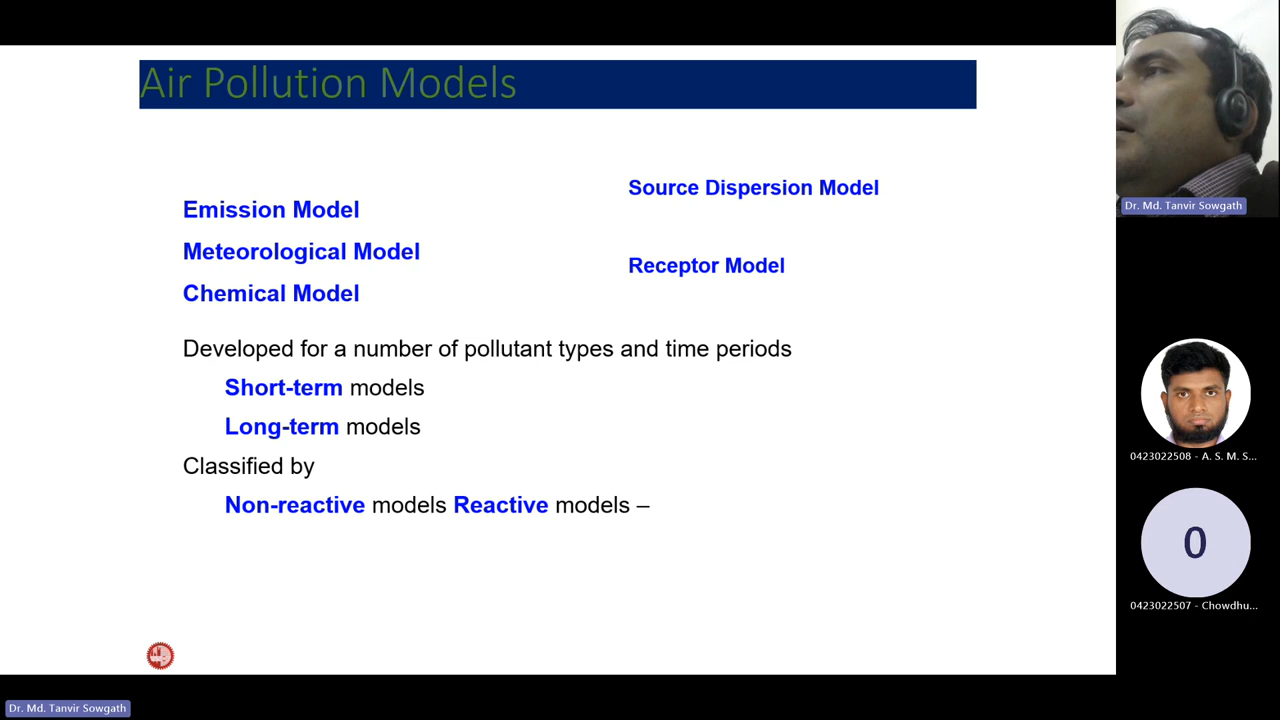 Air Pollution Models
Emission Model
Meteorological Model
Chemical Model
Source Dispersion Model
Receptor Model
Developed for a number of pollutant types and time periods
Short-term models
Long-term models
Classified by
Non-reactive models Reactive models –
Dr. Md. Tanvir Sowgath
0423022508 - A. S. M. S...
0
0423022507 - Chowdhu...
Dr. Md. Tanvir Sowgath